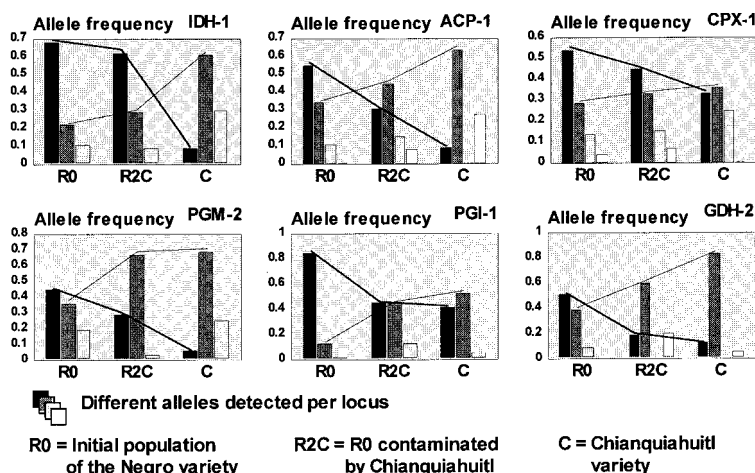 Allele frequency IDH-1
0.7
0.6
0.5
0.4
0.3
0.2
0.1
0
R0 R2C C
Allele frequency ACP-1
0.7
0.6
0.5
0.4
0.3
0.2
0.1
0
R0 R2C C
Allele frequency CPX-1
0.6
0.5
0.4
0.3
0.2
0.1
0
R0 R2C C
Allele frequency PGM-2
0.8
0.7
0.6
0.5
0.4
0.3
0.2
0.1
0
R0 R2C C
Allele frequency PGI-1
1
0.8
0.6
0.4
0.2
0
R0 R2C C
Allele frequency GDH-2
1
0.8
0.6
0.4
0.2
0
R0 R2C C
Different alleles detected per locus
R0 = Initial population
of the Negro variety
R2C = R0 contaminated
by Chianquiahuitl
C = Chianquiahuitl
variety